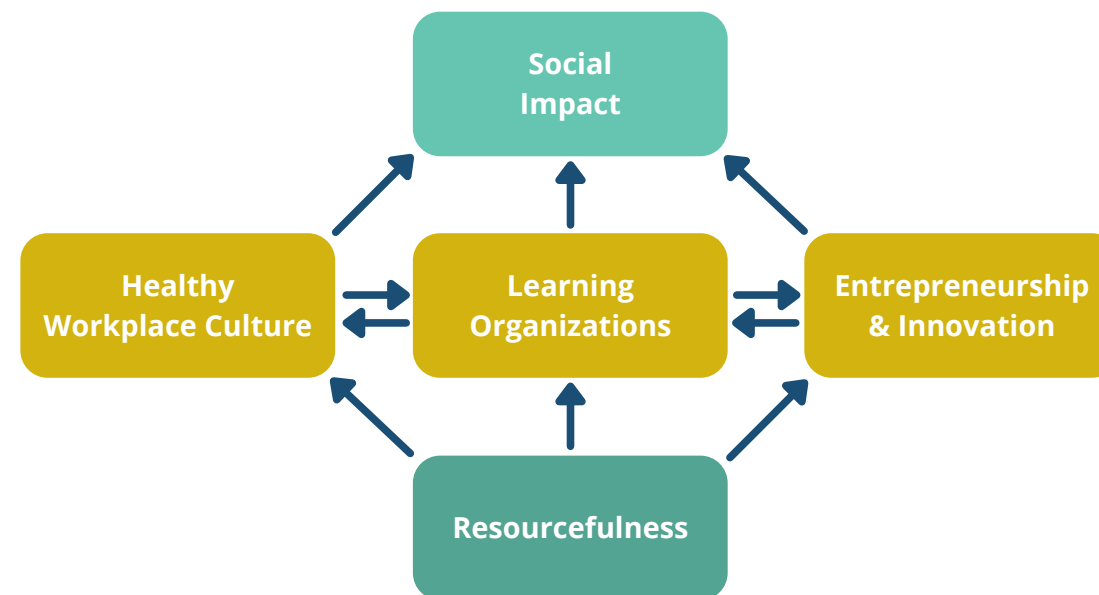 Social
Impact
Healthy
Workplace Culture
Learning
Organizations
Entrepreneurship
& Innovation
Resourcefulness